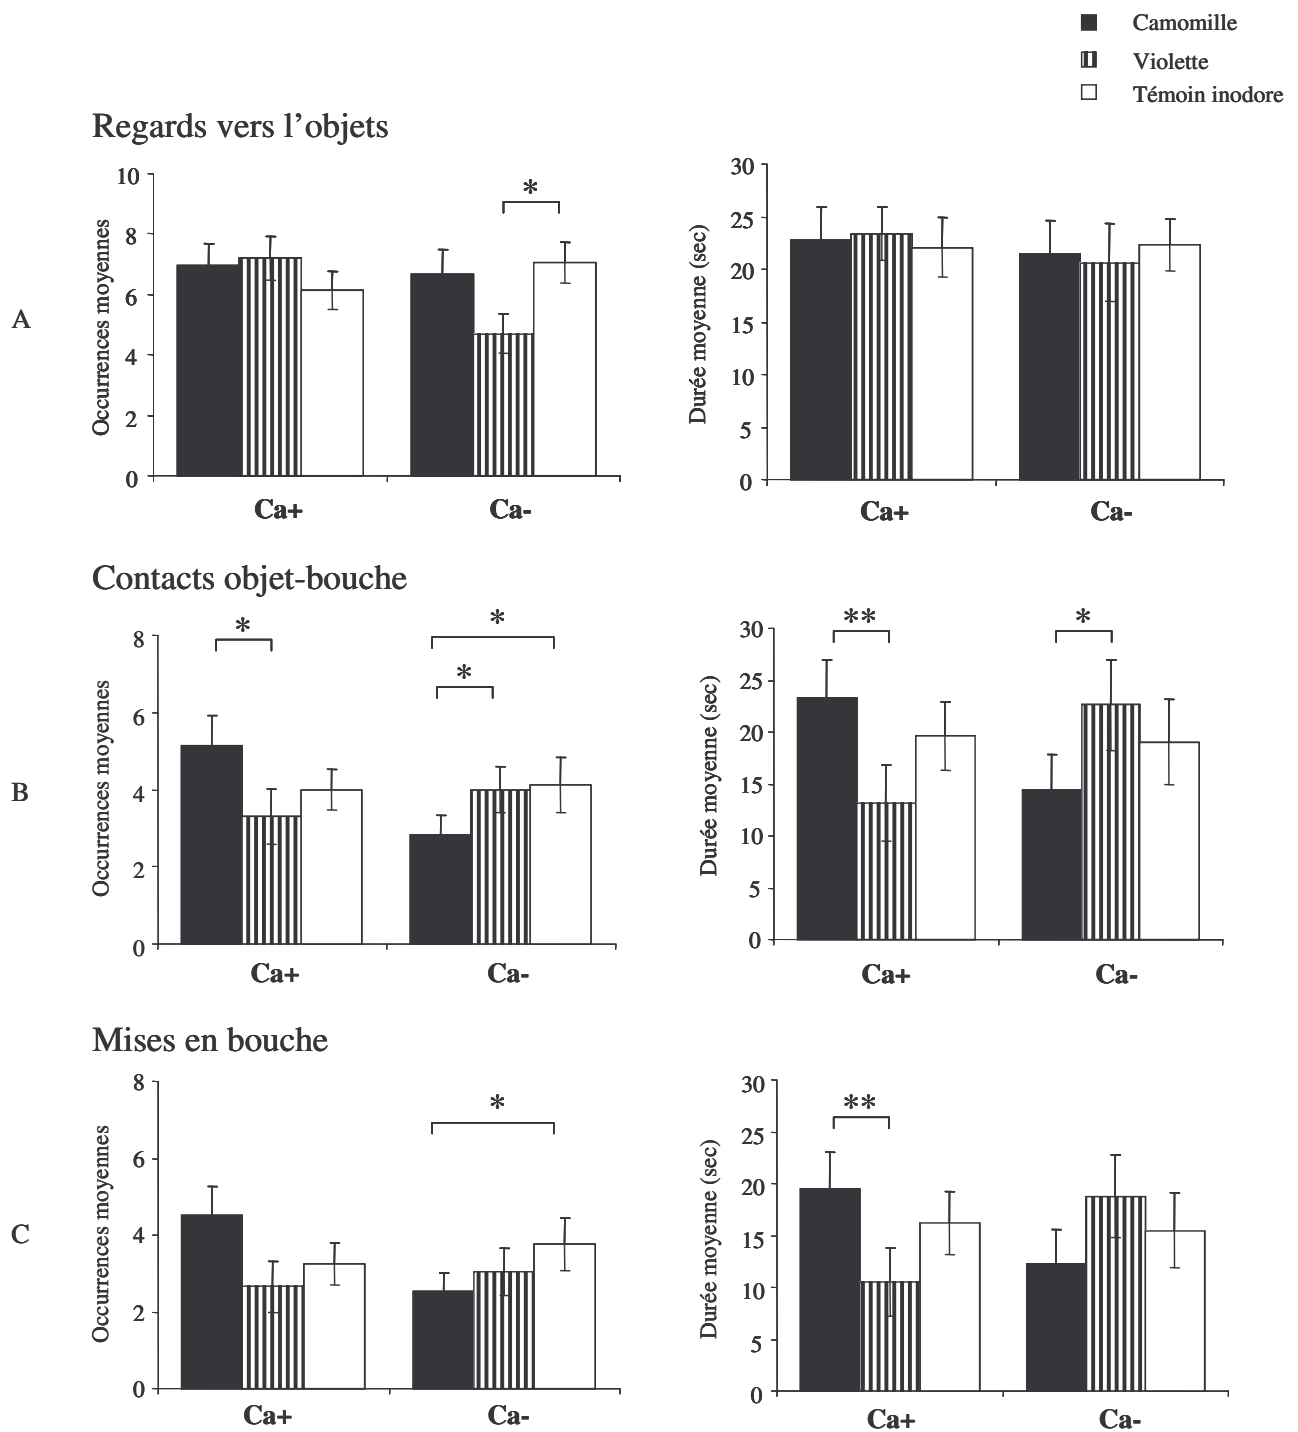 Camomille
Violette
Témoin inodore
Regards vers l'objets
A
Occurrences moyennes
10
8
6
4
2
0
*
Ca+
Ca-
Durée moyenne (sec)
30
25
20
15
10
5
0
Ca+
Ca-
Contacts objet-bouche
B
Occurrences moyennes
8
6
4
2
0
*
*
*
Ca+
Ca-
Durée moyenne (sec)
30
25
20
15
10
5
0
**
*
Ca+
Ca-
Mises en bouche
C
Occurrences moyennes
8
6
4
2
0
*
Ca+
Ca-
Durée moyenne (sec)
30
25
20
15
10
5
0
**
Ca+
Ca-